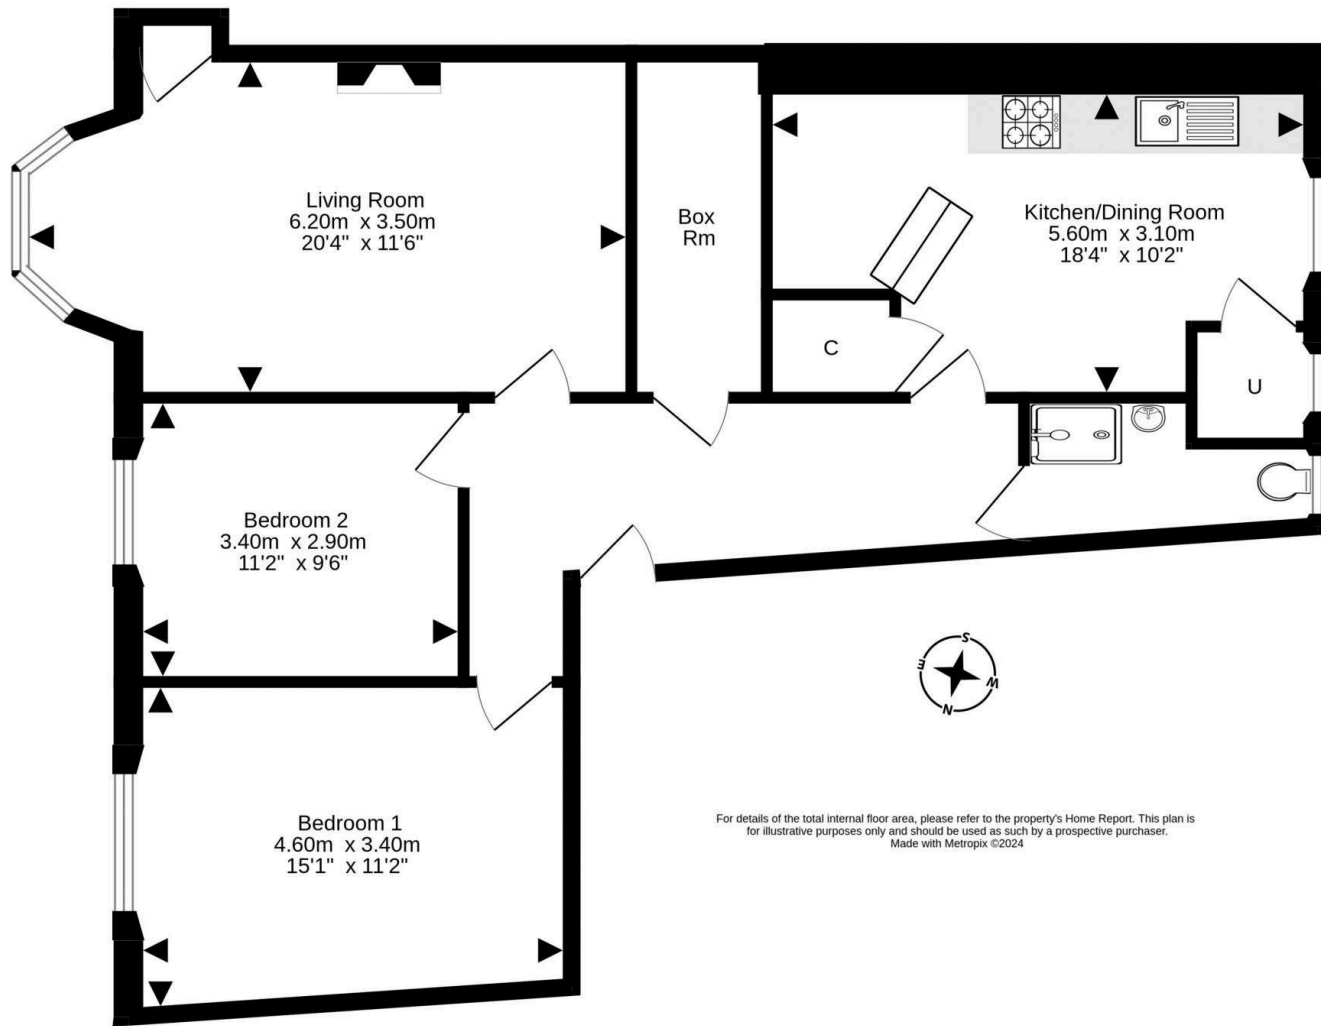 Living Room
6.20m x 3.50m
20'4" x 11'6"
Box
Rm
Kitchen/Dining Room
5.60m x 3.10m
18'4" x 10'2"
C
U
Bedroom 2
3.40m x 2.90m
11'2" x 9'6"
S
E
W
N
Bedroom 1
4.60m x 3.40m
15'1" x 11'2"
For details of the total internal floor area, please refer to the property's Home Report. This plan is
for illustrative purposes only and should be used as such by a prospective purchaser.
Made with Metropix ©2024